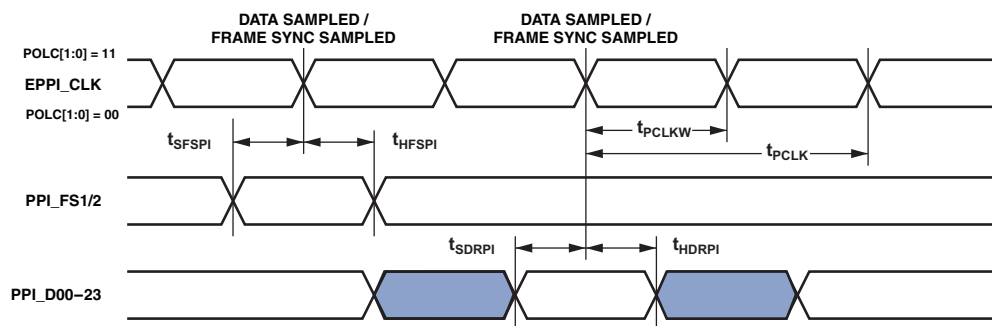 DATA SAMPLED /
FRAME SYNC SAMPLED
DATA SAMPLED /
FRAME SYNC SAMPLED
POLC[1:0] = 11
EPPI_CLK
POLC[1:0] = 00
tSFSPI
tHFSPI
tPCLKW
tPCLK
PPI_FS1/2
tSDRPI
tHDRPI
PPI_D00–23